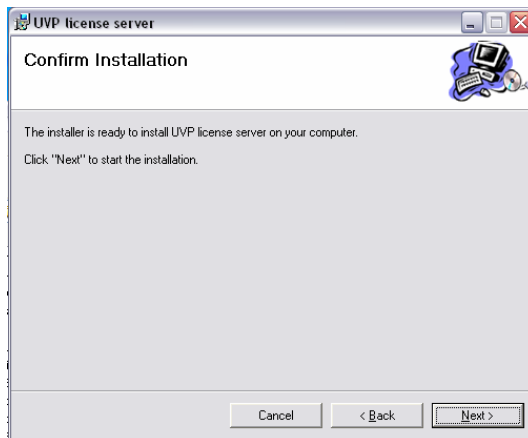 UVP license server
Confirm Installation
The installer is ready to install UVP license server on your computer.
Click "Next" to start the installation.
Cancel
< Back
Next >